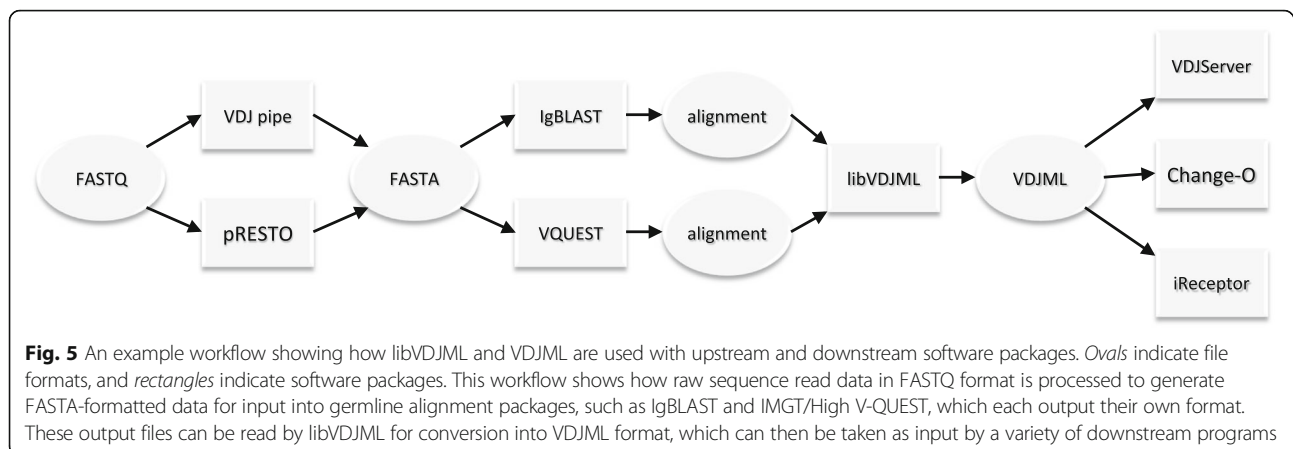 VDJServer
VDJ pipe
IgBLAST
alignment
FASTQ
FASTA
libVDJML
VDJML
Change-O
pRESTO
VQUEST
alignment
iReceptor
Fig. 5 An example workflow showing how libVDJML and VDJML are used with upstream and downstream software packages. Ovals indicate file
formats, and rectangles indicate software packages. This workflow shows how raw sequence read data in FASTQ format is processed to generate
FASTA-formatted data for input into germline alignment packages, such as IgBLAST and IMGT/High V-QUEST, which each output their own format.
These output files can be read by libVDJML for conversion into VDJML format, which can then be taken as input by a variety of downstream programs